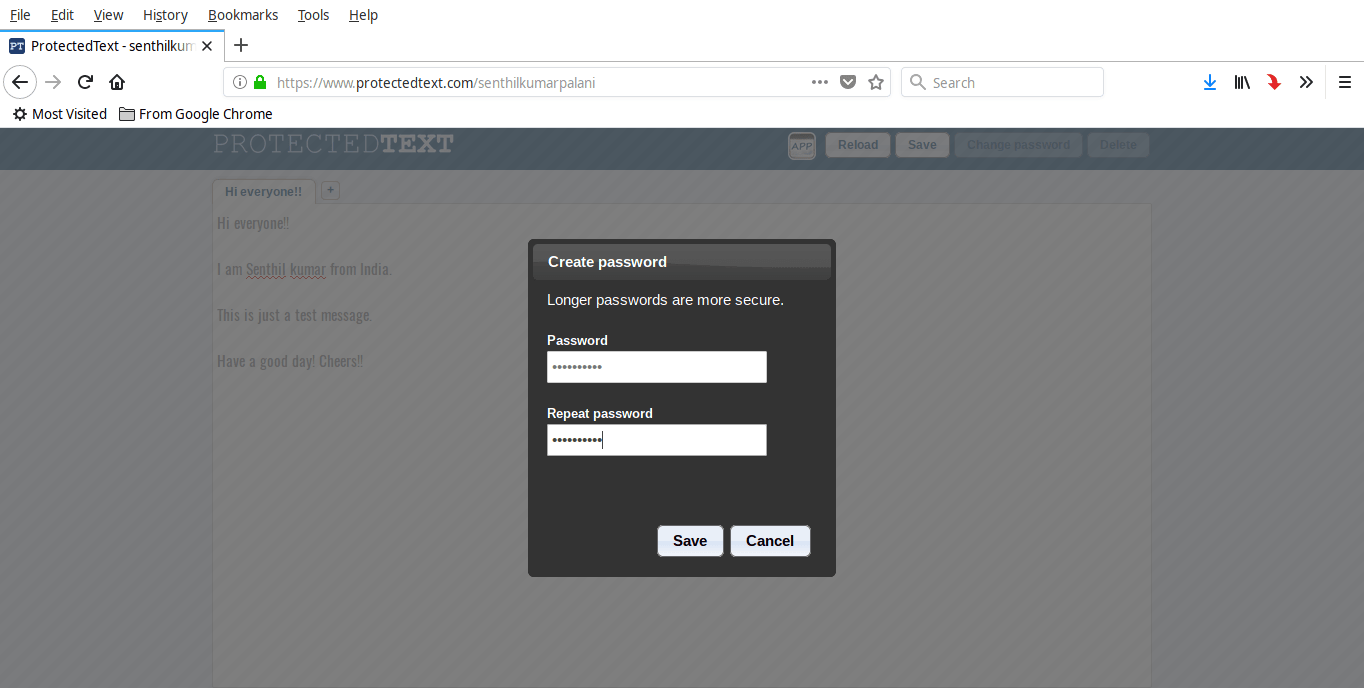 File Edit View History Bookmarks Tools Help
PT ProtectedText - senthilkum
https://www.protectedtext.com/senthilkumarpalani
Search
Most Visited From Google Chrome
PROTECTEDTEXT
APP Reload Save Change password Delete
Hi everyone!! +
Hi everyone!!
I am Senthil kumar from India.
This is just a test message.
Have a good day! Cheers!!
Create password
Longer passwords are more secure.
Password
••••••••••
Repeat password
••••••••••
Save Cancel